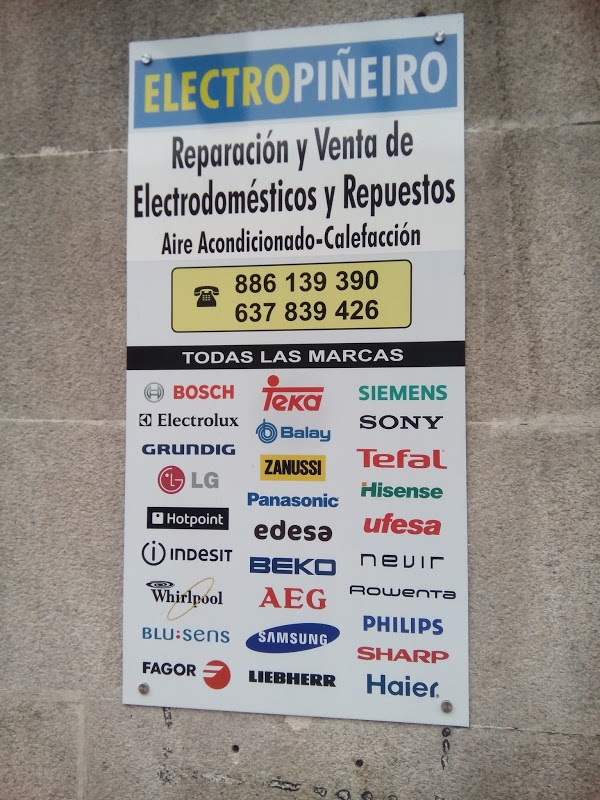 ELECTROPIÑEIRO
Reparación y Venta de
Electrodomésticos y Repuestos
Aire Acondicionado-Calefacción
886 139 390
637 839 426
TODAS LAS MARCAS
BOSCH
Electrolux
GRUNDIG
LG
Hotpoint
indesit
Whirlpool
BLU:SENS
FAGOR
Teka
Balay
ZANUSSI
Panasonic
edesa
BEKO
AEG
SAMSUNG
LIEBHERR
SIEMENS
SONY
Tefal
Hisense
ufesa
nevir
Rowenta
PHILIPS
SHARP
Haier